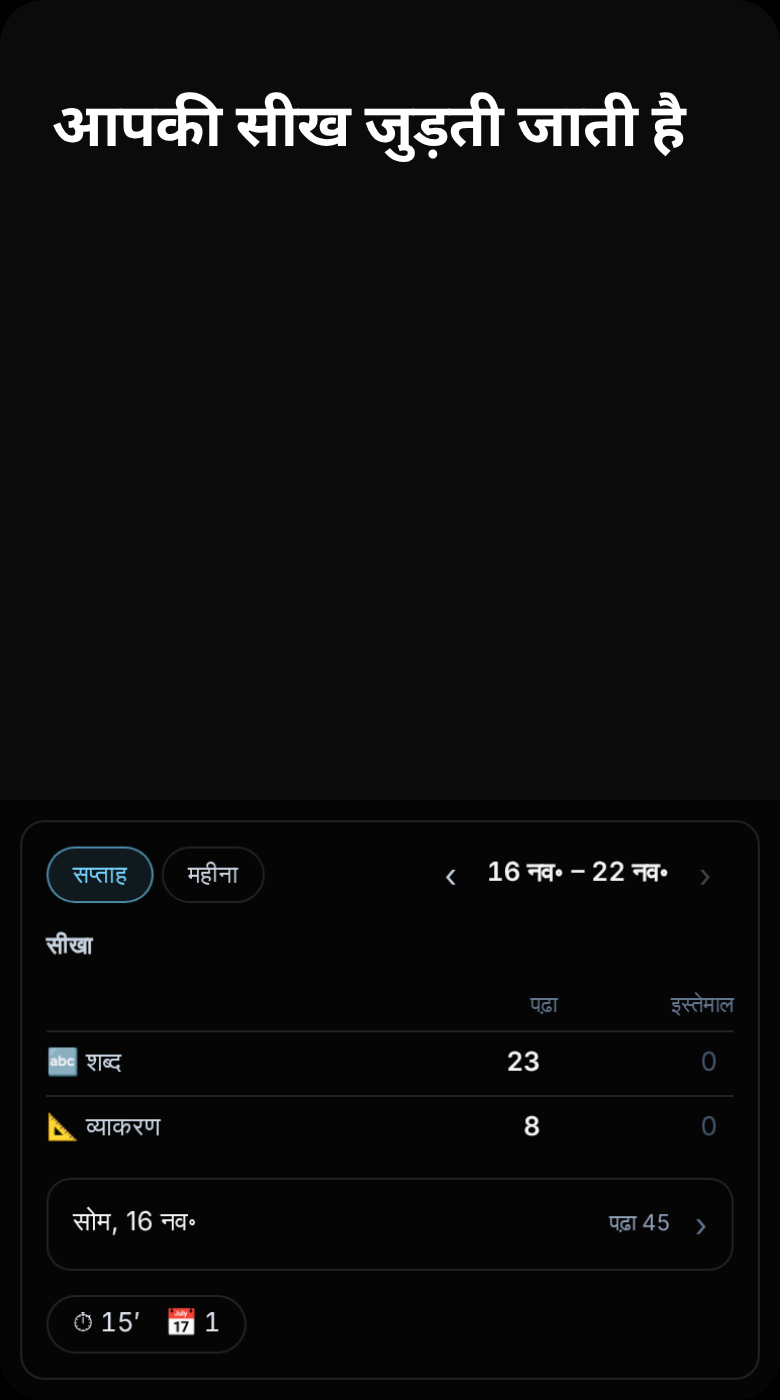 आपकी सीख जुड़ती जाती है
सप्ताह महीना ‹ 16 नव॰ – 22 नव॰ ›
सीखा
पढ़ा इस्तेमाल
🔤 शब्द 23 0
📐 व्याकरण 8 0
सोम, 16 नव॰ पढ़ा 45 ›
⏱ 15′ 📅 1